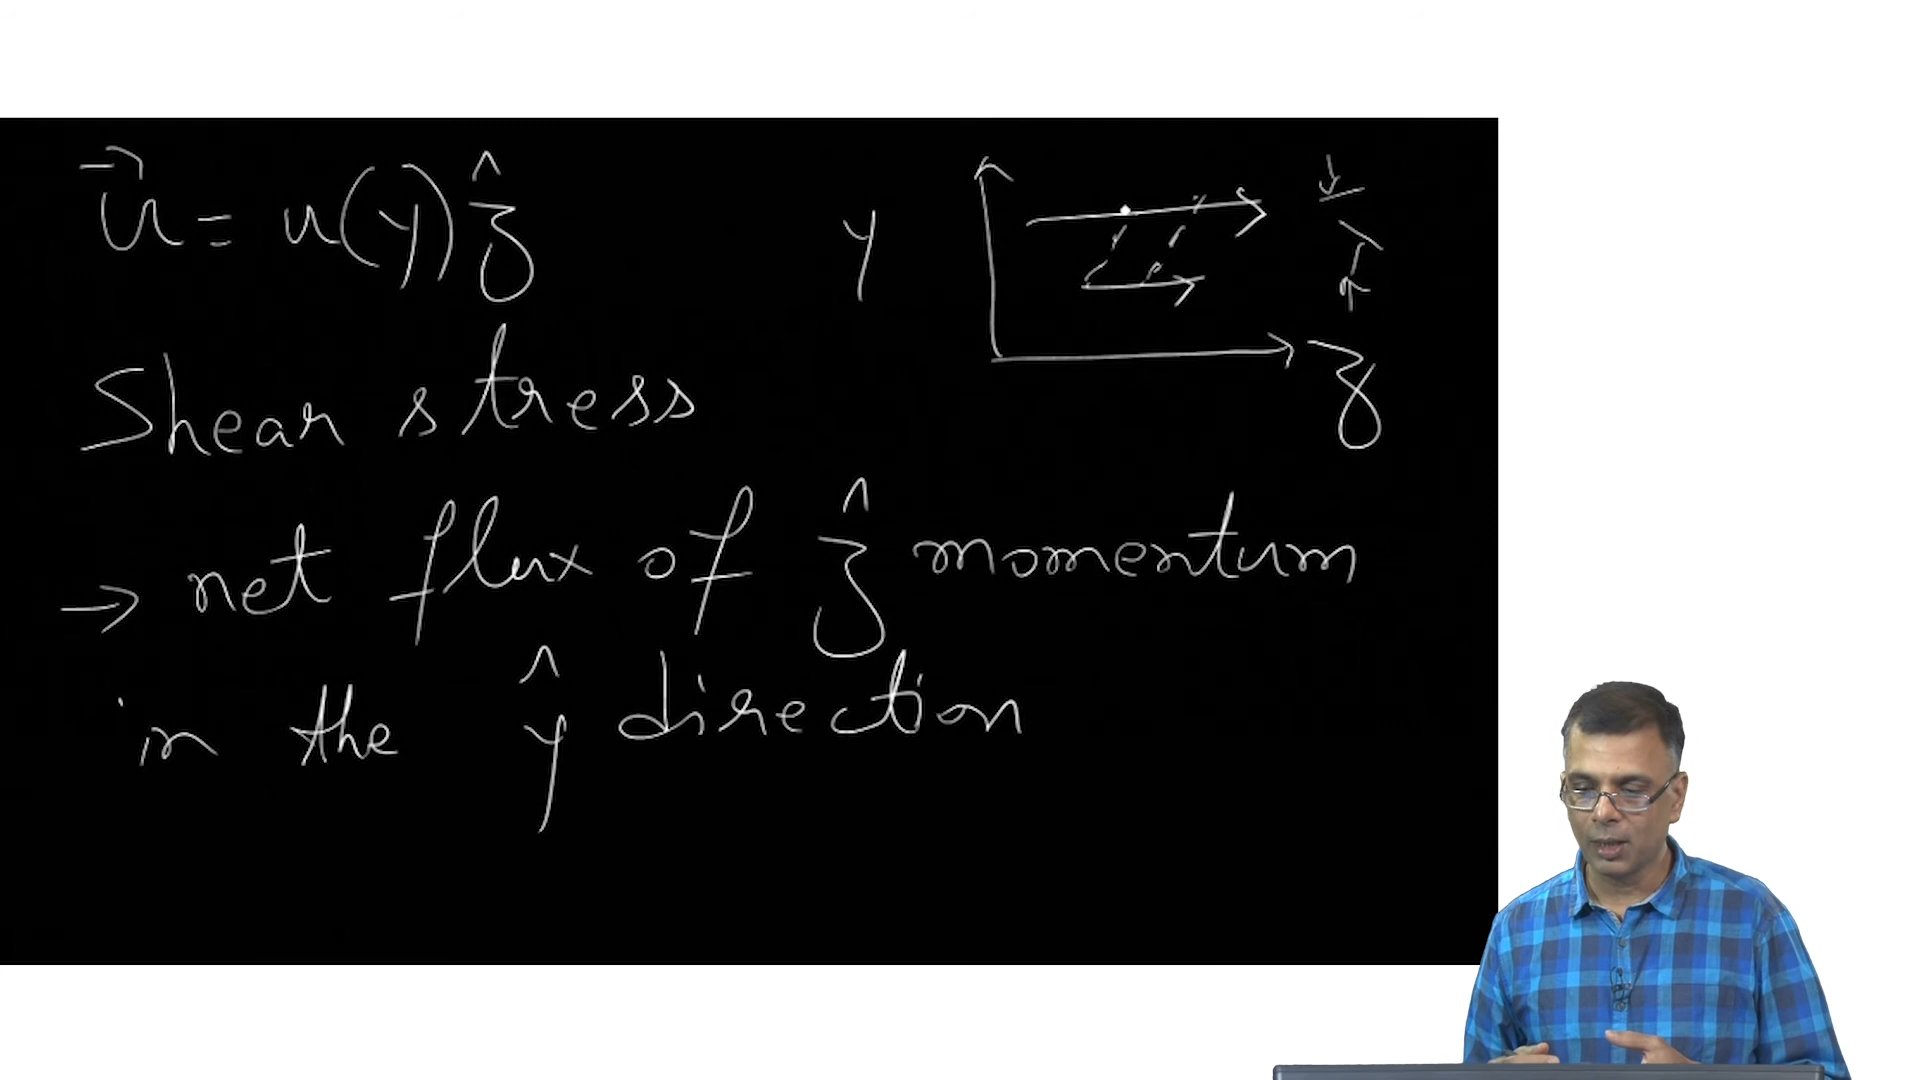 u⃗ = u(y) ẑ
y
z
Shear stress
→ net flux of ẑ momentum
in the ŷ direction